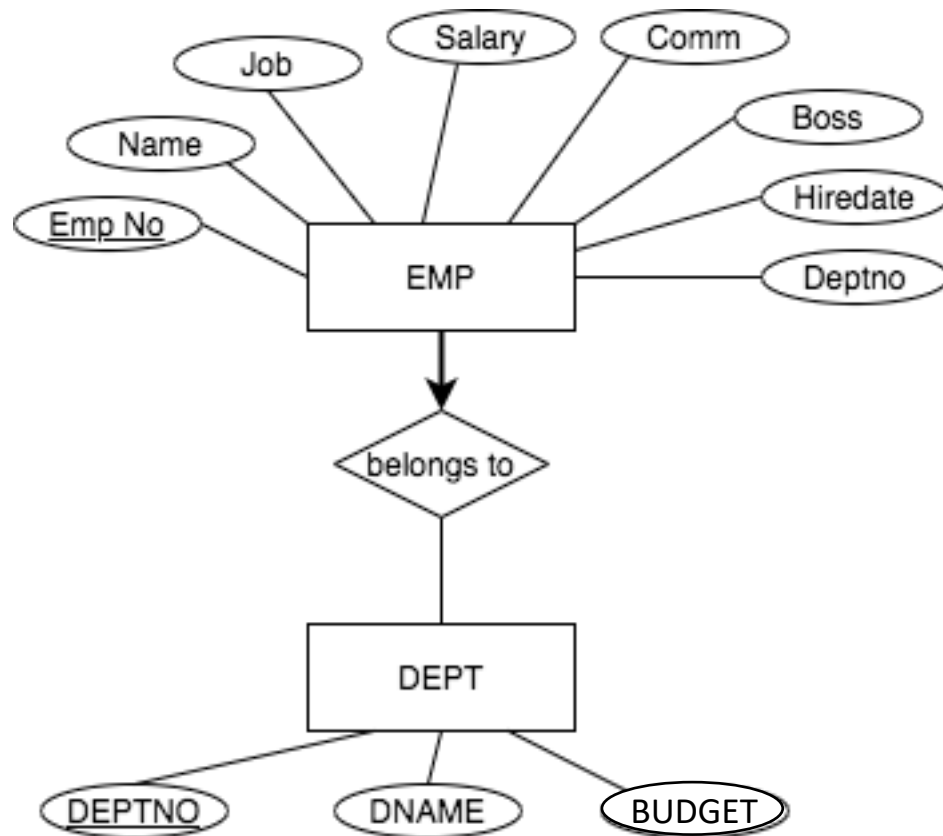 Salary
Comm
Job
Boss
Name
Hiredate
Emp No
EMP
Deptno
belongs to
DEPT
DEPTNO
DNAME
BUDGET